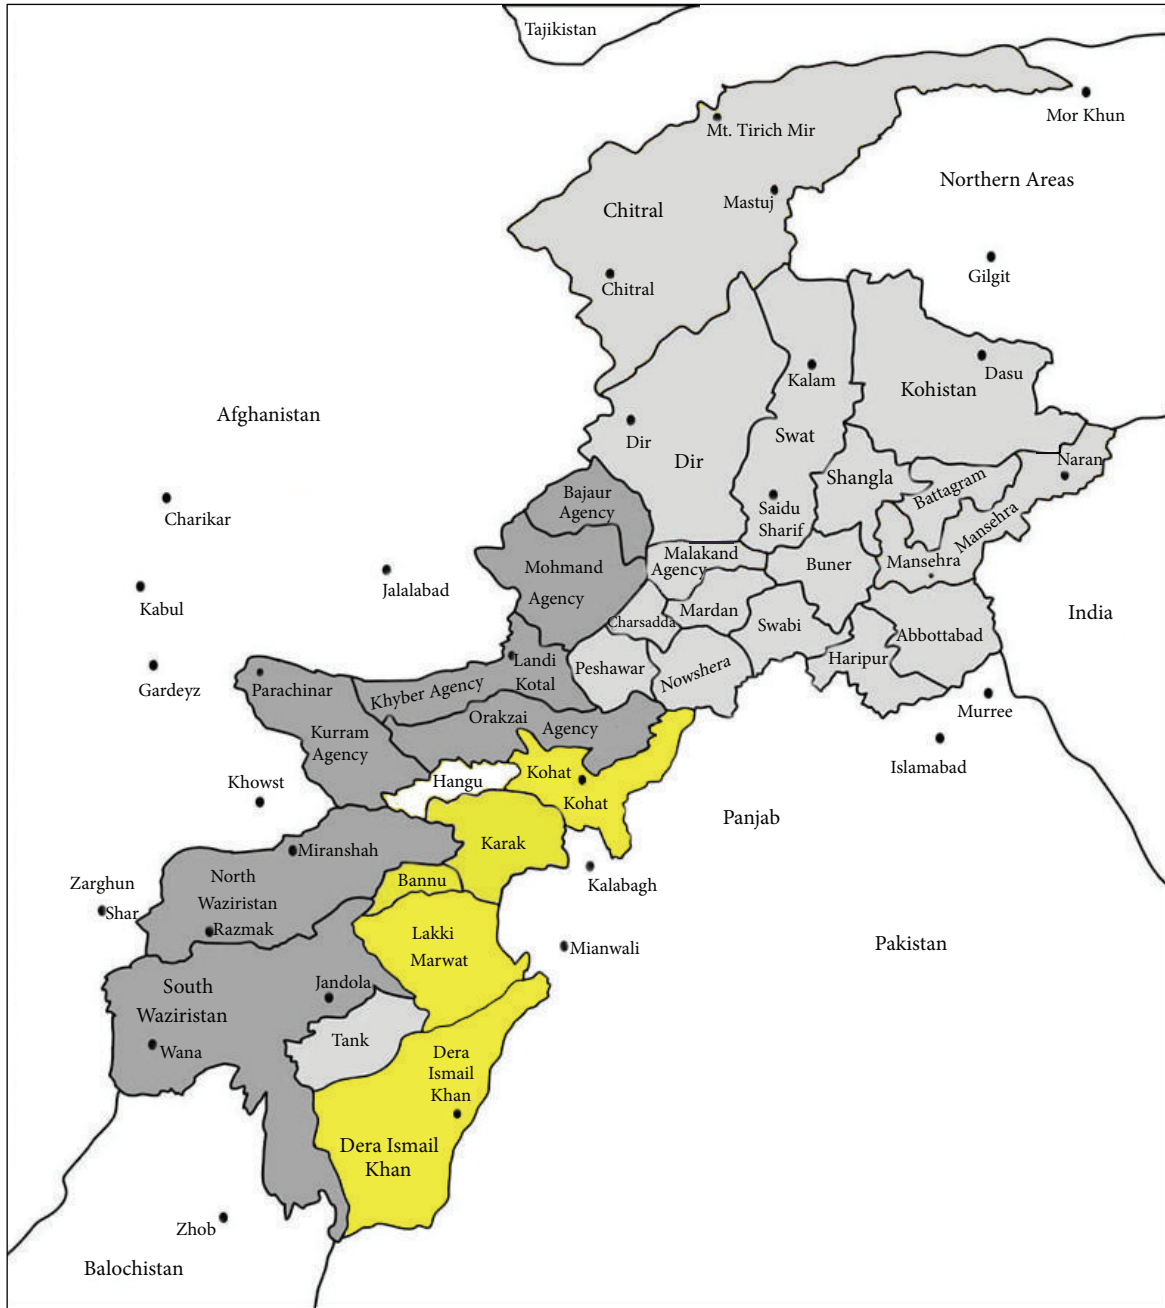 Tajikistan
Mor Khun
Mt. Tirich Mir
Northern Areas
Mastuj
Chitral
Gilgit
Chitral
Dasu
Kalam
Kohistan
Afghanistan
Dir
Swat
Dir
Naran
Shangla
Battagram
Bajaur
Agency
Saidu
Sharif
Charikar
Mansehra
Malakand
Agency
Buner
Mansehra
Mohmand
Agency
Jalalabad
Kabul
Mardan
India
Charsadda
Swabi
Abbottabad
Haripur
Landi
Kotal
Peshawar
Nowshera
Gardeyz
Parachinar
Khyber Agency
Murree
Orakzai
Agency
Kurram
Agency
Islamabad
Khowst
Hangu
Kohat
Kohat
Panjab
Karak
Miranshah
Kalabagh
Bannu
Zarghun
Shar
North
Waziristan
Razmak
Lakki
Marwat
Mianwali
Pakistan
South
Waziristan
Jandola
Tank
Wana
Dera
Ismail
Khan
Dera Ismail
Khan
Zhob
Balochistan